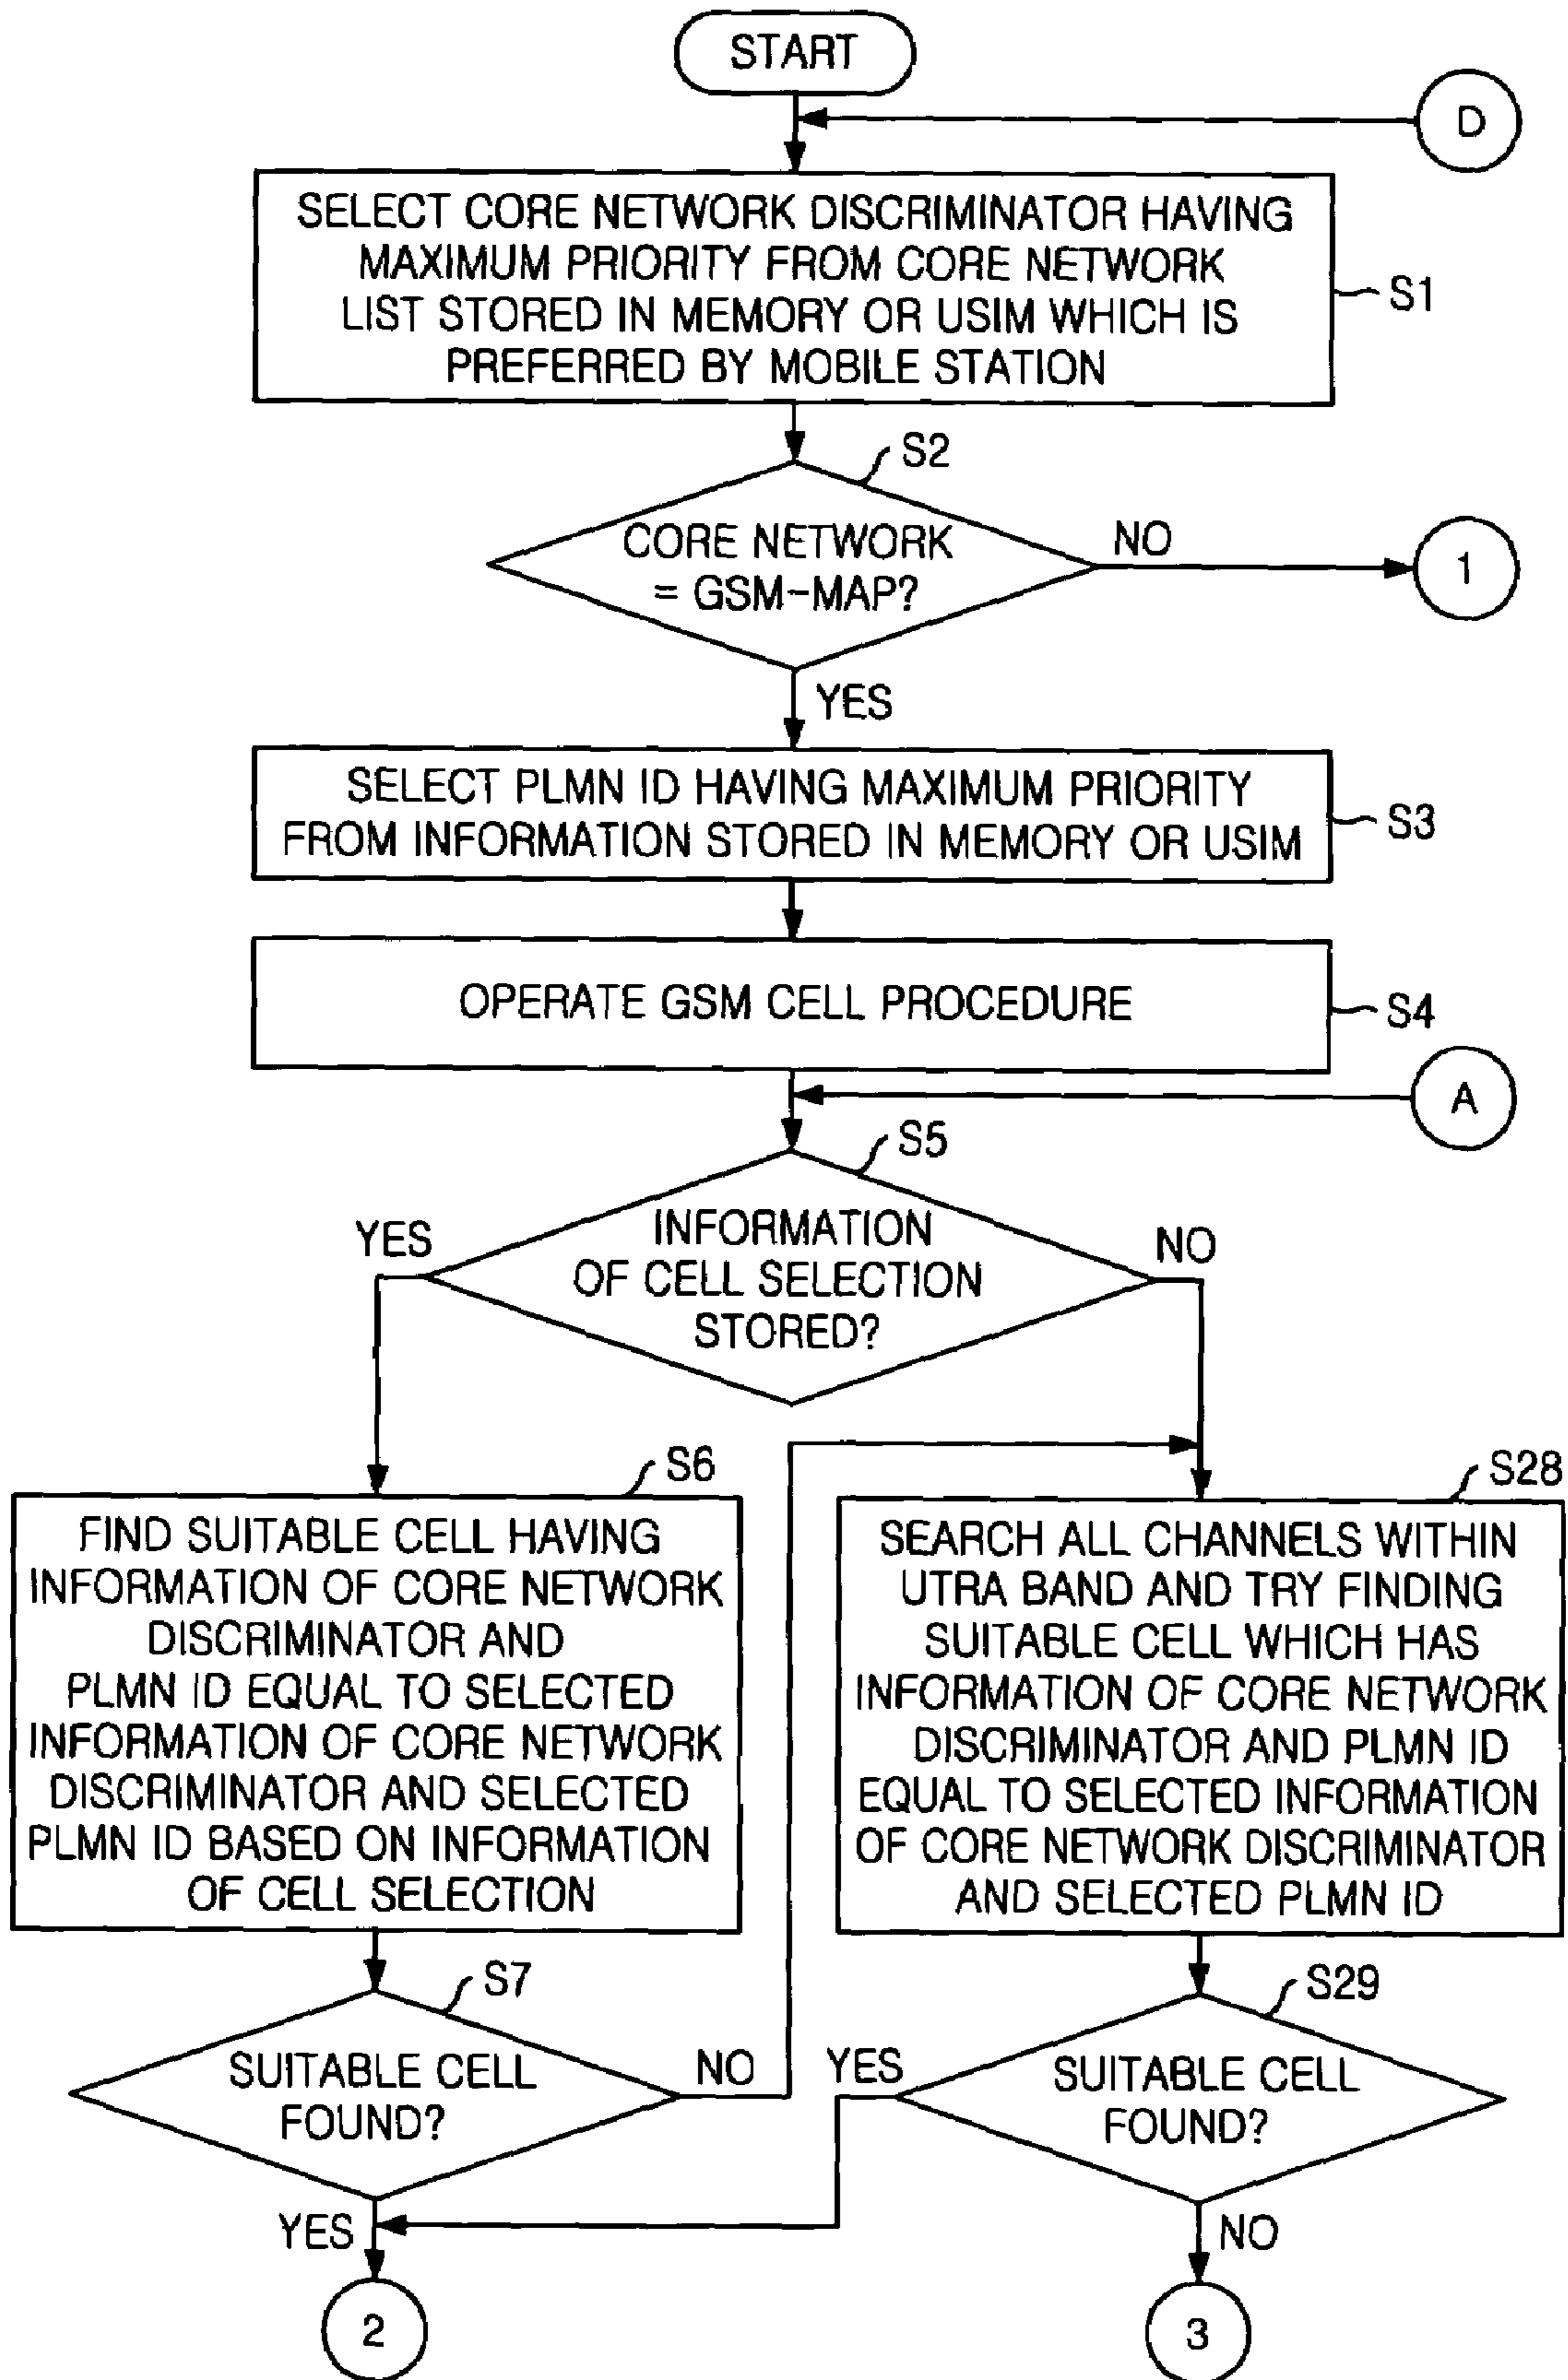 START
D
SELECT CORE NETWORK DISCRIMINATOR HAVING
MAXIMUM PRIORITY FROM CORE NETWORK
LIST STORED IN MEMORY OR USIM WHICH IS
PREFERRED BY MOBILE STATION
S1
S2
CORE NETWORK
= GSM-MAP?
NO
1
YES
SELECT PLMN ID HAVING MAXIMUM PRIORITY
FROM INFORMATION STORED IN MEMORY OR USIM
S3
OPERATE GSM CELL PROCEDURE
S4
A
S5
YES
INFORMATION
OF CELL SELECTION
STORED?
NO
S6
FIND SUITABLE CELL HAVING
INFORMATION OF CORE NETWORK
DISCRIMINATOR AND
PLMN ID EQUAL TO SELECTED
INFORMATION OF CORE NETWORK
DISCRIMINATOR AND SELECTED
PLMN ID BASED ON INFORMATION
OF CELL SELECTION
S28
SEARCH ALL CHANNELS WITHIN
UTRA BAND AND TRY FINDING
SUITABLE CELL WHICH HAS
INFORMATION OF CORE NETWORK
DISCRIMINATOR AND PLMN ID
EQUAL TO SELECTED INFORMATION
OF CORE NETWORK DISCRIMINATOR
AND SELECTED PLMN ID
S7
SUITABLE CELL
FOUND?
NO
YES
2
S29
YES
SUITABLE CELL
FOUND?
NO
3